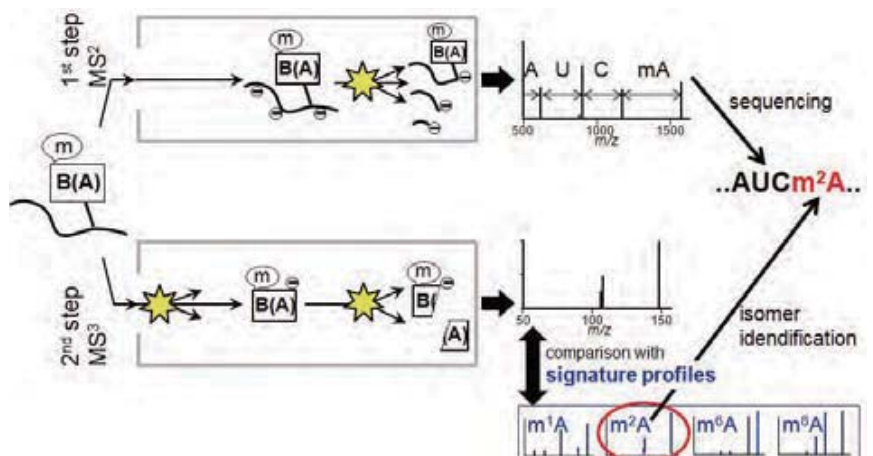 1st step
MS2
m
B(A)
m
B(A)
m
B(A)
A U C mA
500 1000 1500
m/z
sequencing
..AUCm2A..
2nd step
MS3
m
B(A)
m
B(
(A)
50 100 150
m/z
isomer
idendification
comparison with
signature profiles
m1A m2A m6A m8A